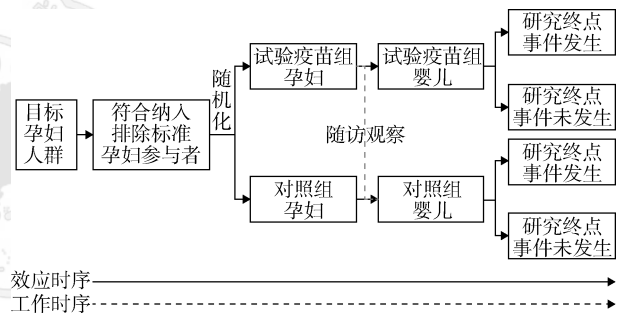 目标
孕妇
人群
符合纳入
排除标准
孕妇参与者
随
机
化
试验疫苗组
孕妇
试验疫苗组
婴儿
研究终点
事件发生
研究终点
事件未发生
随访观察
对照组
孕妇
对照组
婴儿
研究终点
事件发生
研究终点
事件未发生
效应时序
工作时序